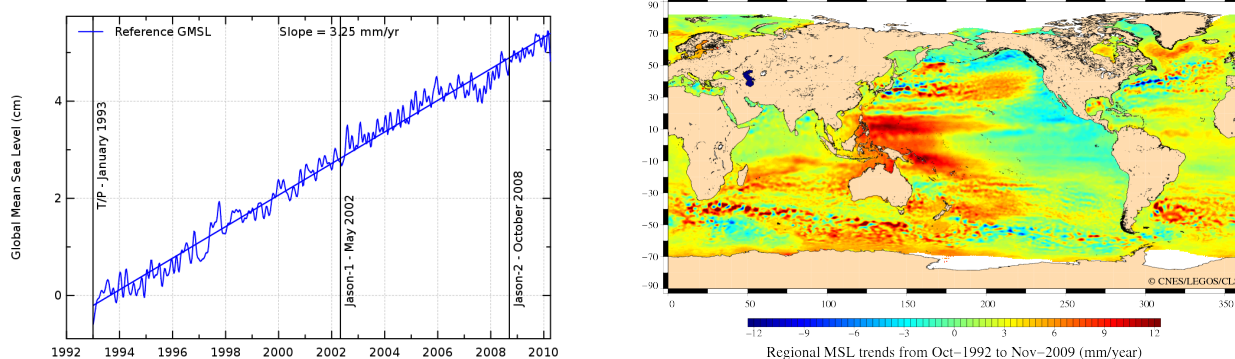 Reference GMSL
Slope = 3.25 mm/yr
Global Mean Sea Level (cm)
4
2
0
T/P - January 1993
Jason-1 - May 2002
Jason-2 - October 2008
1992 1994 1996 1998 2000 2002 2004 2006 2008 2010
90
70
50
30
10
−10
−30
−50
−70
−90
© CNES/LEGOS/CL
0 50 100 150 200 250 300 350
−12 −9 −6 −3 0 3 6 9 12
Regional MSL trends from Oct−1992 to Nov−2009 (mm/year)